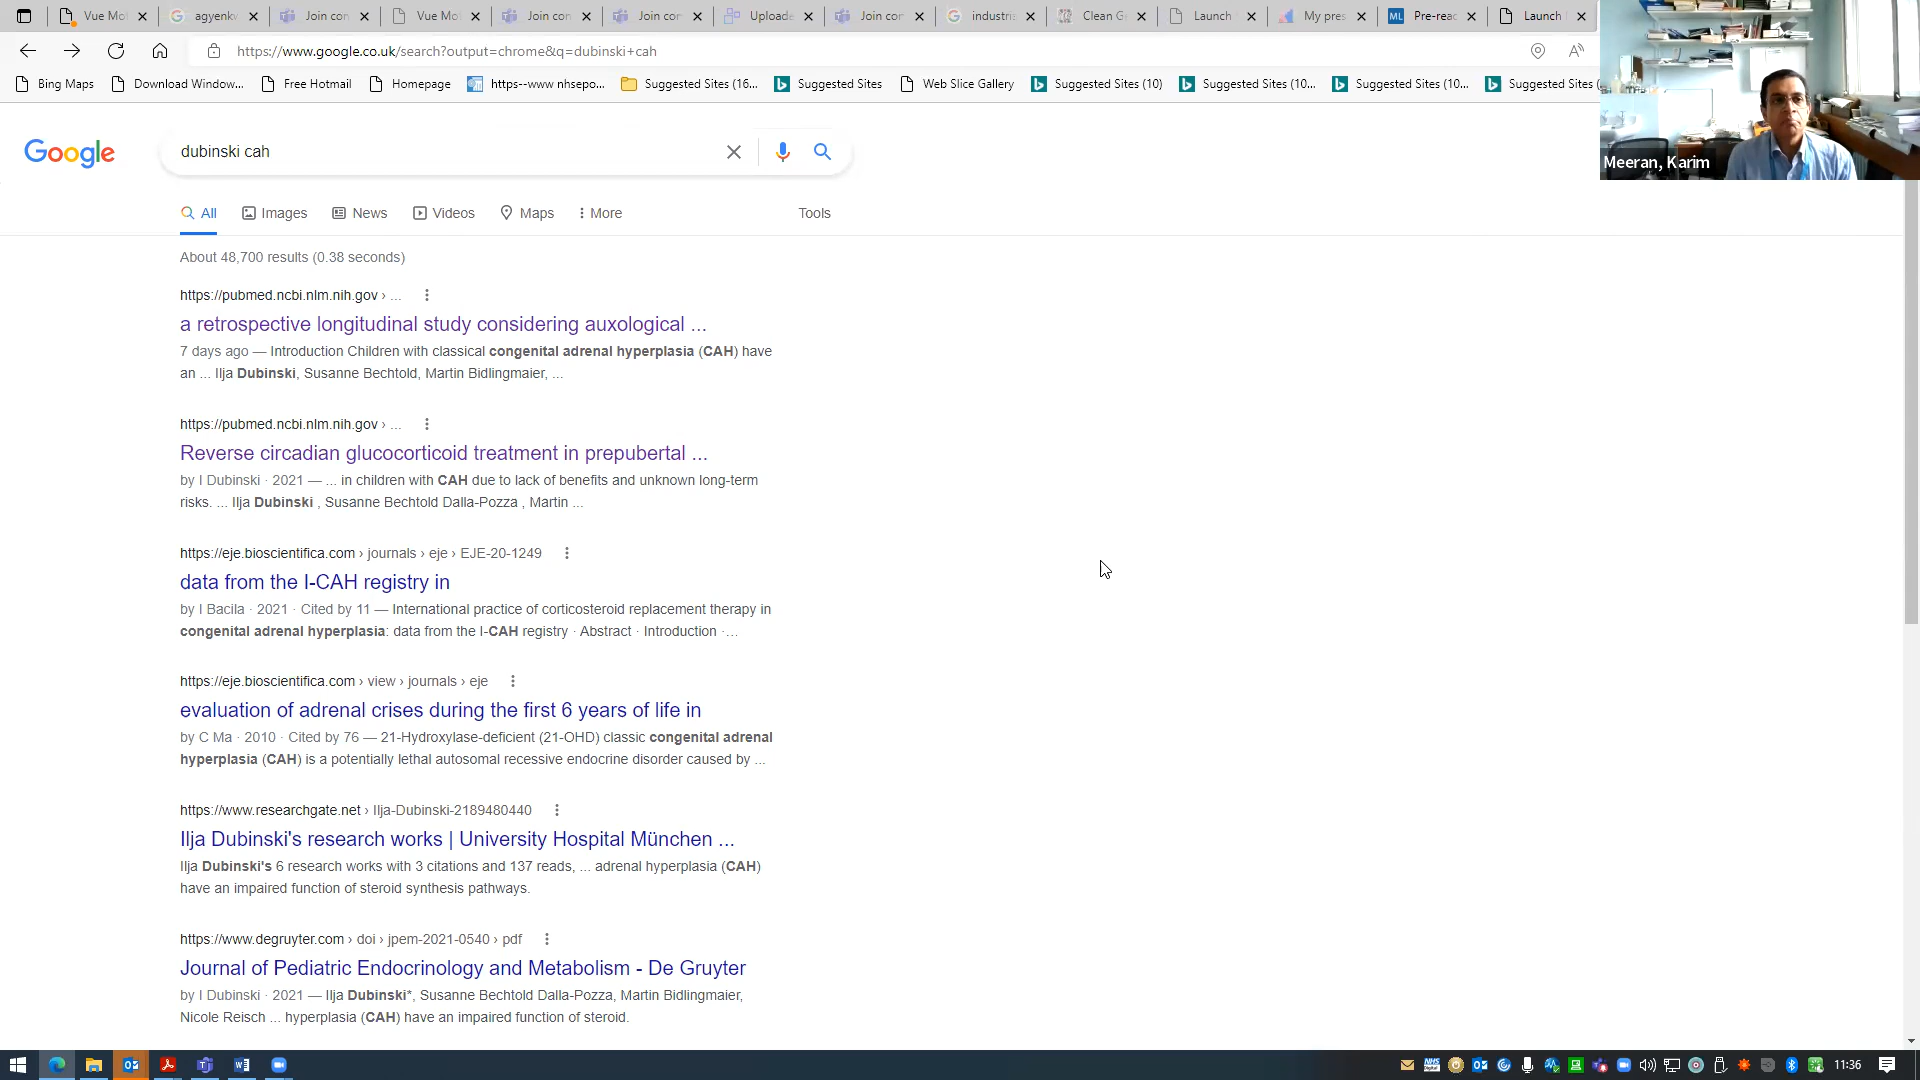 Vue Mo
agyenkw
Join con
Vue Mo
Join con
Join con
Uploade
Join con
industris
Clean G
Launch
My pres
Pre-reac
Launch
https://www.google.co.uk/search?output=chrome&q=dubinski+cah
Bing Maps
Download Window...
Free Hotmail
Homepage
https--www nhsepo...
Suggested Sites (16...
Suggested Sites
Web Slice Gallery
Suggested Sites (10)
Suggested Sites (10...
Suggested Sites (10...
Suggested Sites (
Meeran, Karim
Google
dubinski cah
All
Images
News
Videos
Maps
More
Tools
About 48,700 results (0.38 seconds)
https://pubmed.ncbi.nlm.nih.gov › ...
a retrospective longitudinal study considering auxological ...
7 days ago — Introduction Children with classical congenital adrenal hyperplasia (CAH) have
an ... Ilja Dubinski, Susanne Bechtold, Martin Bidlingmaier, ...
https://pubmed.ncbi.nlm.nih.gov › ...
Reverse circadian glucocorticoid treatment in prepubertal ...
by I Dubinski · 2021 — ... in children with CAH due to lack of benefits and unknown long-term
risks. ... Ilja Dubinski , Susanne Bechtold Dalla-Pozza , Martin ...
https://eje.bioscientifica.com › journals › eje › EJE-20-1249
data from the I-CAH registry in
by I Bacila · 2021 · Cited by 11 — International practice of corticosteroid replacement therapy in
congenital adrenal hyperplasia: data from the I-CAH registry · Abstract · Introduction ·...
https://eje.bioscientifica.com › view › journals › eje
evaluation of adrenal crises during the first 6 years of life in
by C Ma · 2010 · Cited by 76 — 21-Hydroxylase-deficient (21-OHD) classic congenital adrenal
hyperplasia (CAH) is a potentially lethal autosomal recessive endocrine disorder caused by ...
https://www.researchgate.net › Ilja-Dubinski-2189480440
Ilja Dubinski's research works | University Hospital München ...
Ilja Dubinski's 6 research works with 3 citations and 137 reads, ... adrenal hyperplasia (CAH)
have an impaired function of steroid synthesis pathways.
https://www.degruyter.com › doi › jpem-2021-0540 › pdf
Journal of Pediatric Endocrinology and Metabolism - De Gruyter
by I Dubinski · 2021 — Ilja Dubinski*, Susanne Bechtold Dalla-Pozza, Martin Bidlingmaier,
Nicole Reisch ... hyperplasia (CAH) have an impaired function of steroid.
11:36